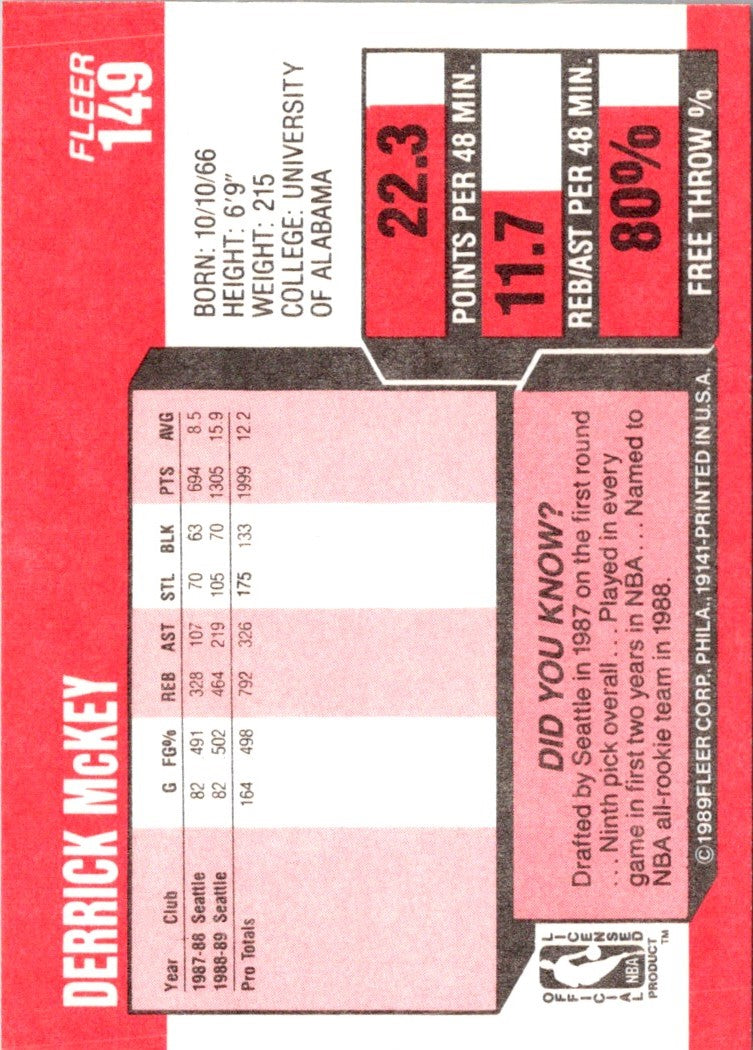 DERRICK McKEY
FLEER
149
BORN: 10/10/66
HEIGHT: 6'9"
WEIGHT: 215
COLLEGE: UNIVERSITY
OF ALABAMA
Year Club G FG% REB AST STL BLK PTS AVG
1987-88 Seattle 82 491 328 107 70 63 694 8.5
1988-89 Seattle 82 502 464 219 105 70 1305 15.9
Pro Totals 164 498 792 326 175 133 1999 12.2
22.3
POINTS PER 48 MIN.
11.7
REB/AST PER 48 MIN.
80%
FREE THROW %
DID YOU KNOW?
Drafted by Seattle in 1987 on the first round
... Ninth pick overall ... Played in every
game in first two years in NBA ... Named to
NBA all-rookie team in 1988.
OFFICIAL LICENSED
NBA
PRODUCT™
©1989 FLEER CORP., PHILA., 19141-PRINTED IN U.S.A.